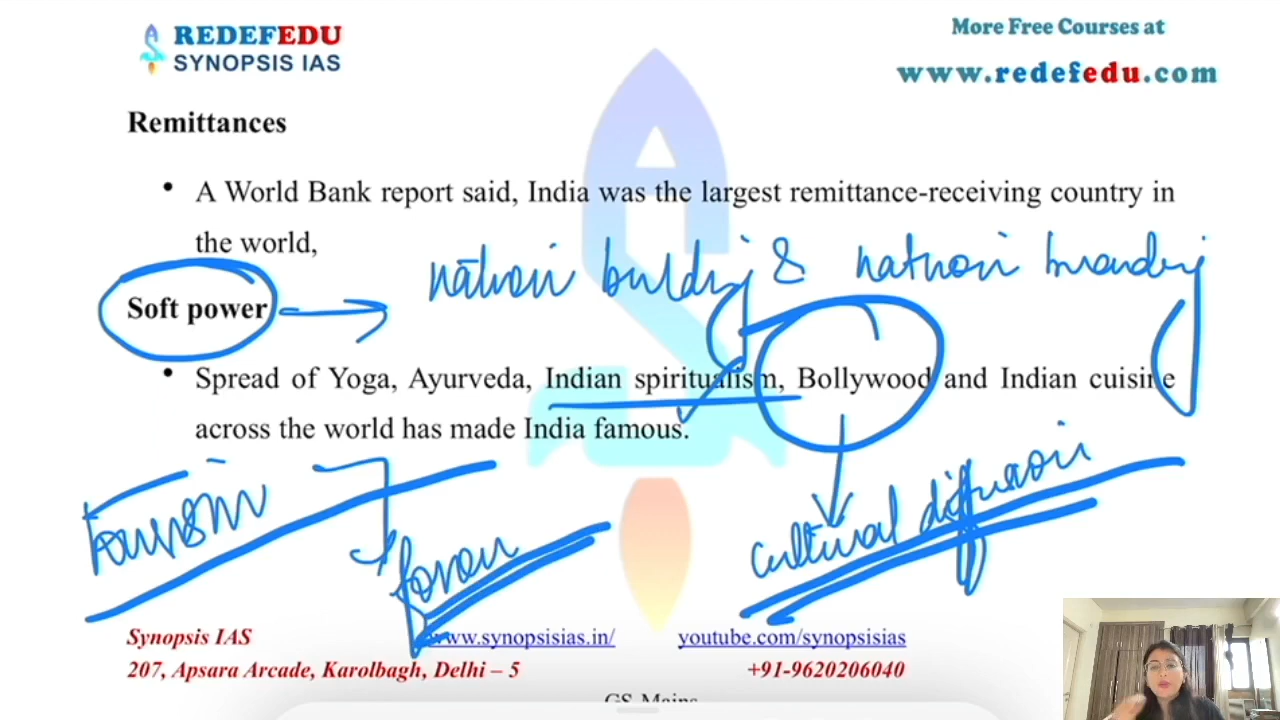 REDEFEDU
SYNOPSIS IAS
More Free Courses at
www.redefedu.com
Remittances
• A World Bank report said, India was the largest remittance-receiving country in
the world,
nation building & nation branding
Soft power
• Spread of Yoga, Ayurveda, Indian spiritualism, Bollywood and Indian cuisine
across the world has made India famous.
Tourism
cultural diffusion
Synopsis IAS
www.synopsisias.in/
youtube.com/synopsisias
207, Apsara Arcade, Karolbagh, Delhi – 5
+91-9620206040
GS Mains